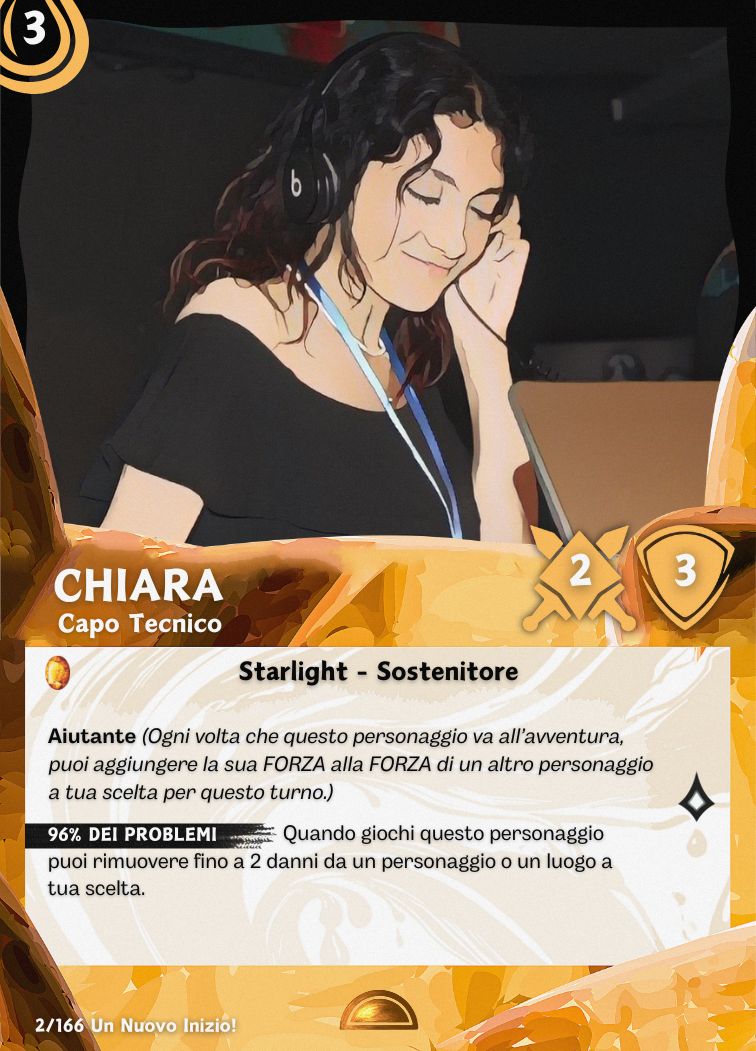 3
b
CHIARA
Capo Tecnico
2
3
Starlight - Sostenitore
Aiutante (Ogni volta che questo personaggio va all'avventura,
puoi aggiungere la sua FORZA alla FORZA di un altro personaggio
a tua scelta per questo turno.)
96% DEI PROBLEMI Quando giochi questo personaggio
puoi rimuovere fino a 2 danni da un personaggio o un luogo a
tua scelta.
2/166 Un Nuovo Inizio!